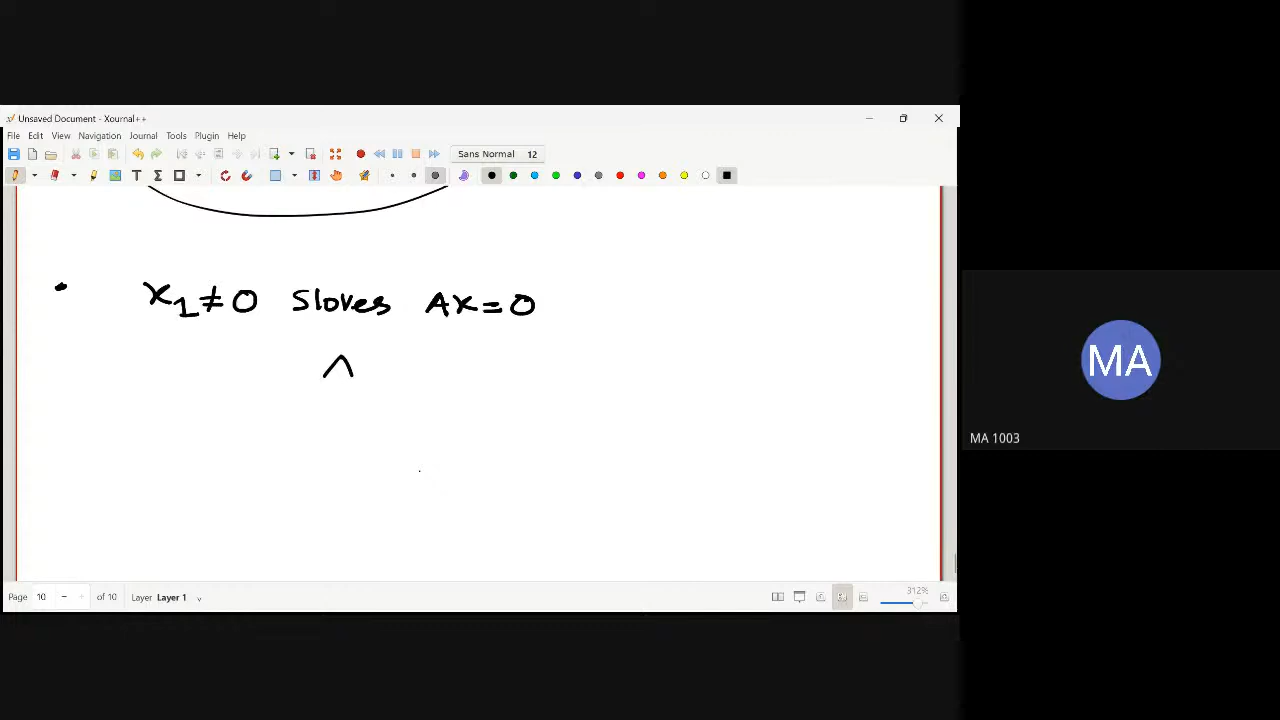 Unsaved Document - Xournal++
File Edit View Navigation Journal Tools Plugin Help
Sans Normal 12
• x₁≠0 Sloves Ax=0
^
MA
MA 1003
Page 10 of 10 Layer Layer 1
312%